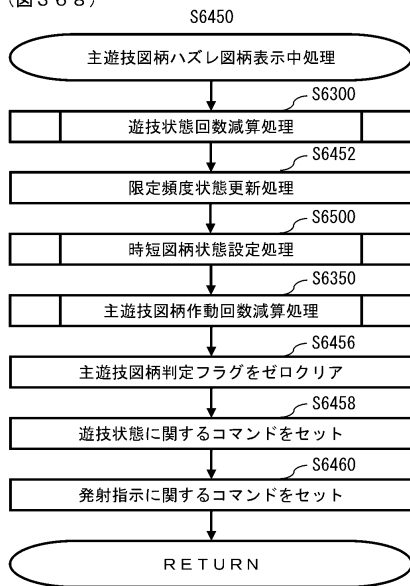 (図３６８)
S6450
主遊技図柄ハズレ図柄表示中処理
S6300
遊技状態回数減算処理
S6452
限定頻度状態更新処理
S6500
時短図柄状態設定処理
S6350
主遊技図柄作動回数減算処理
S6456
主遊技図柄判定フラグをゼロクリア
S6458
遊技状態に関するコマンドをセット
S6460
発射指示に関するコマンドをセット
ＲＥＴＵＲＮ